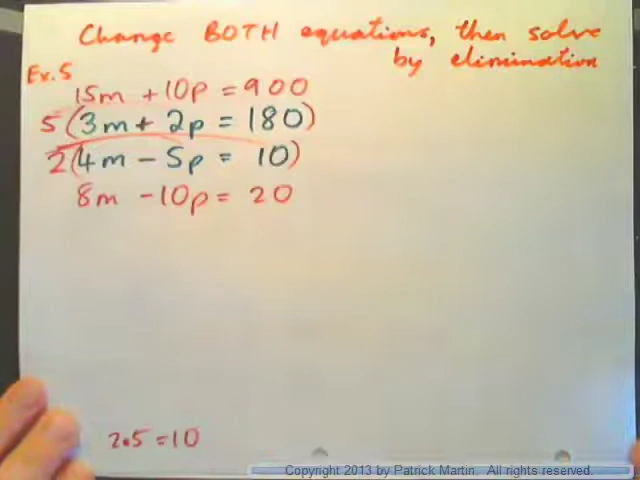 Change BOTH equations, then solve
by elimination
Ex.5
15m + 10p = 900
5(3m + 2p = 180)
2(4m - 5p = 10)
8m - 10p = 20
2•5 = 10
Copyright 2013 by Patrick Martin. All rights reserved.